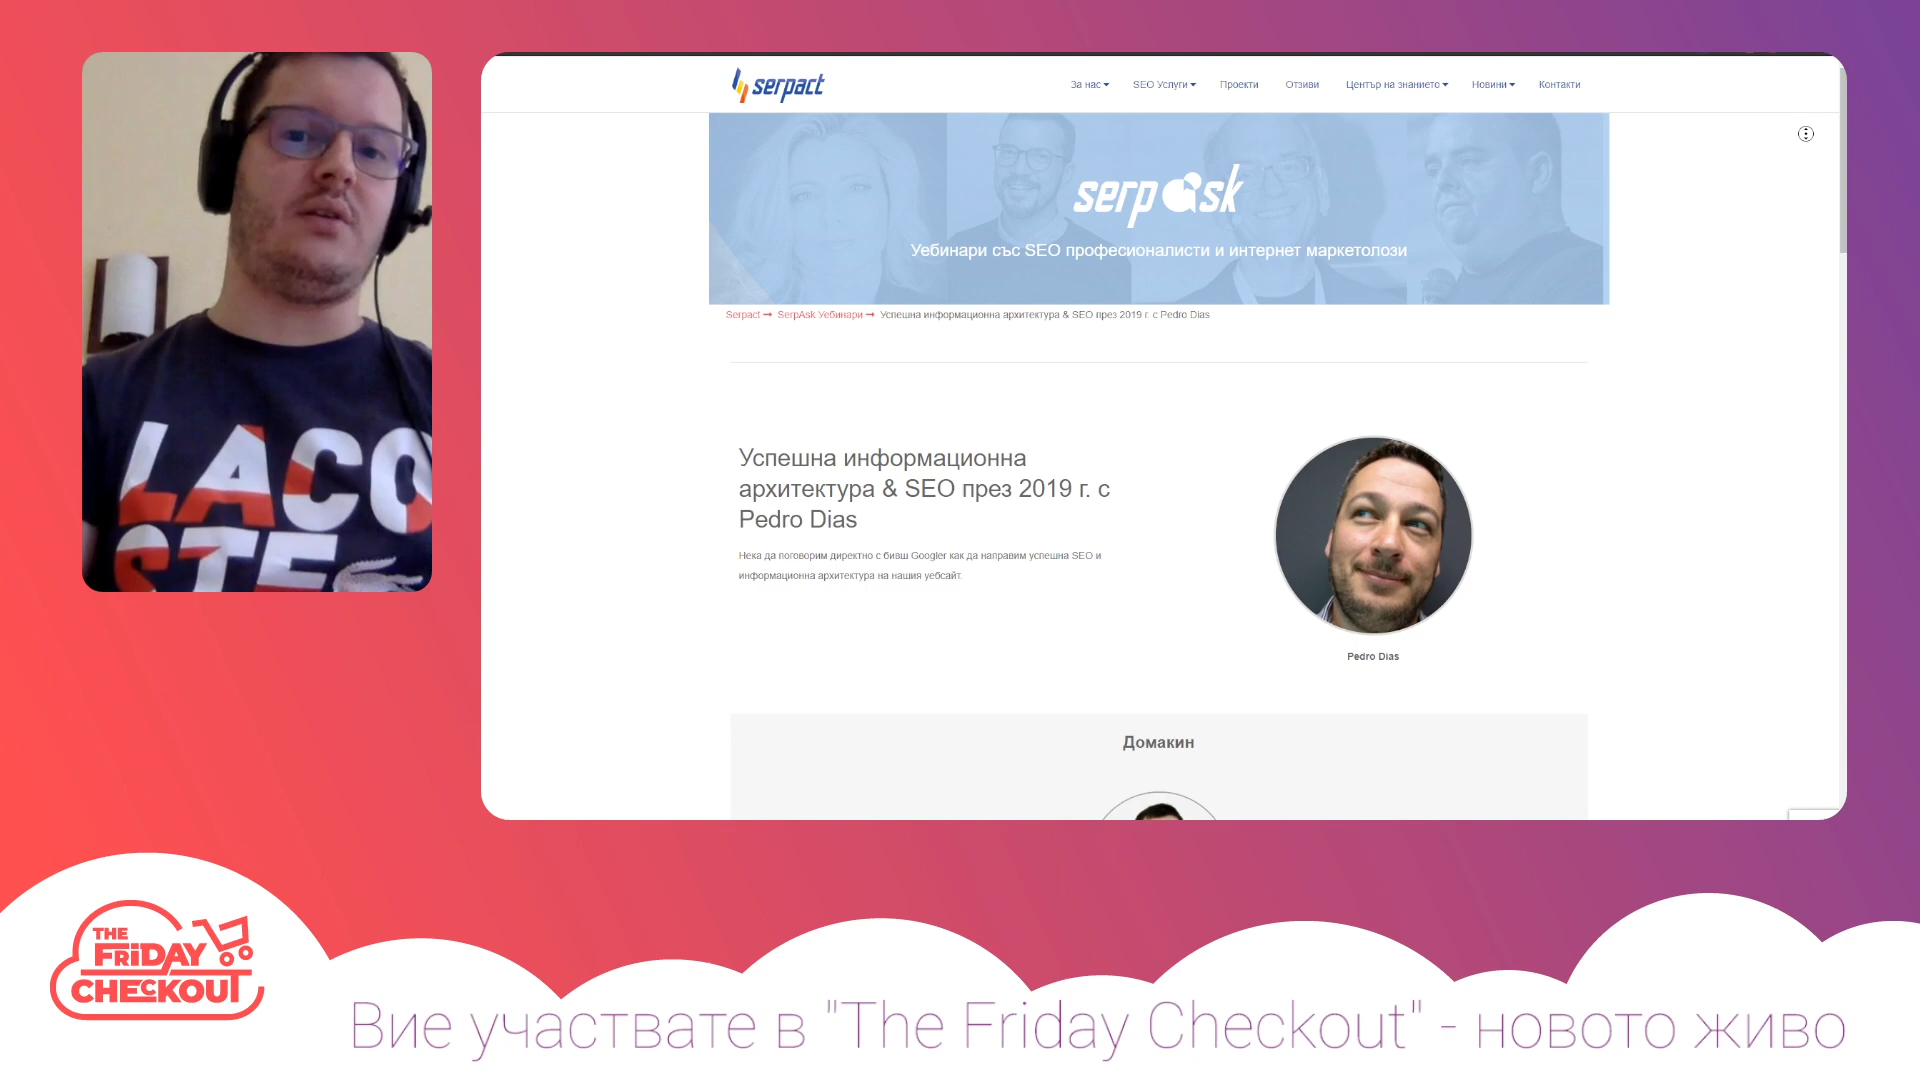 LACO
STE
serpact
За нас
SEO Услуги
Проекти
Отзиви
Център на знанието
Новини
Контакти
serpask
Уебинари със SEO професионалисти и интернет маркетолози
Serpact → SerpAsk Уебинари → Успешна информационна архитектура & SEO през 2019 г. с Pedro Dias
Успешна информационна
архитектура & SEO през 2019 г. с
Pedro Dias
Нека да поговорим директно с бивш Googler как да направим успешна SEO и
информационна архитектура на нашия уебсайт.
Pedro Dias
Домакин
THE
FRiDAY
CHECKOUT
Вие участвате в "The Friday Checkout" - новото живо